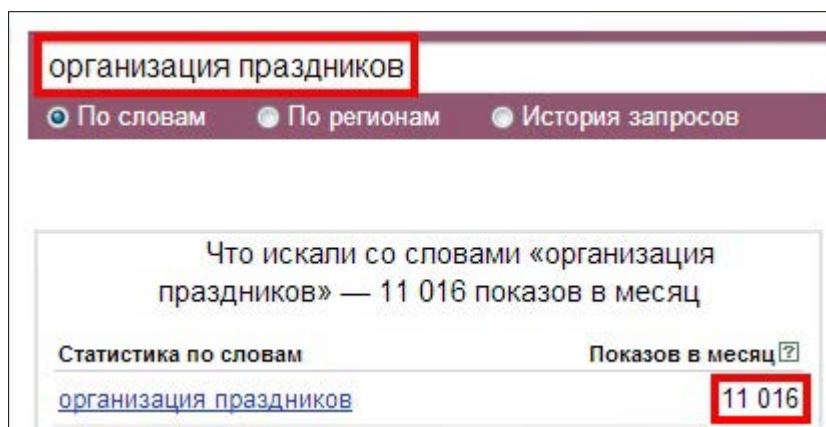 организация праздников
По словам По регионам История запросов
Что искали со словами «организация
праздников» — 11 016 показов в месяц
Статистика по словам Показов в месяц ?
организация праздников 11 016